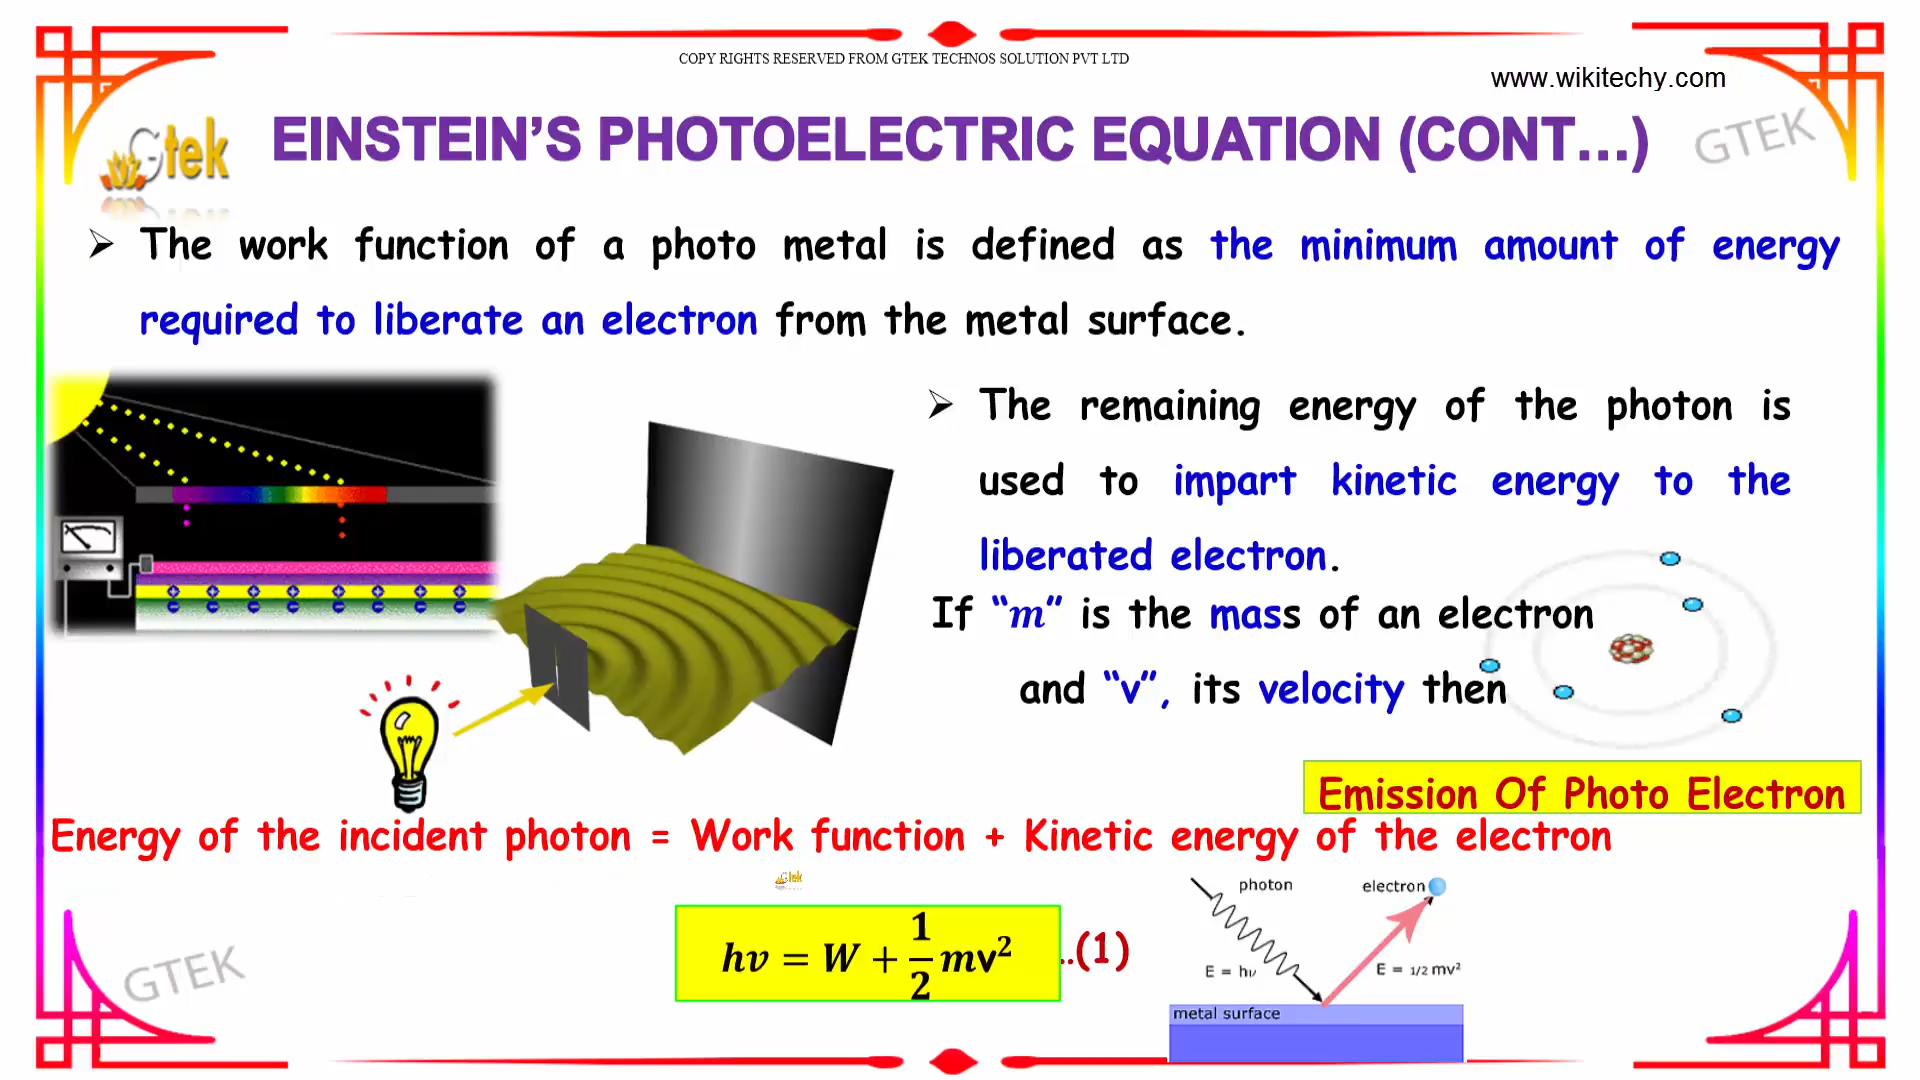 COPY RIGHTS RESERVED FROM GTEK TECHNOS SOLUTION PVT LTD
www.wikitechy.com
Gtek
EINSTEIN’S PHOTOELECTRIC EQUATION (CONT...)
GTEK
➢ The work function of a photo metal is defined as the minimum amount of energy
required to liberate an electron from the metal surface.
➢ The remaining energy of the photon is
used to impart kinetic energy to the
liberated electron.
If “m” is the mass of an electron
and “v”, its velocity then
Emission Of Photo Electron
Energy of the incident photon = Work function + Kinetic energy of the electron
Gtek
hν = W + 1/2 mv² ..(1)
photon
electron
E = hν
E = 1/2 mv²
metal surface
GTEK